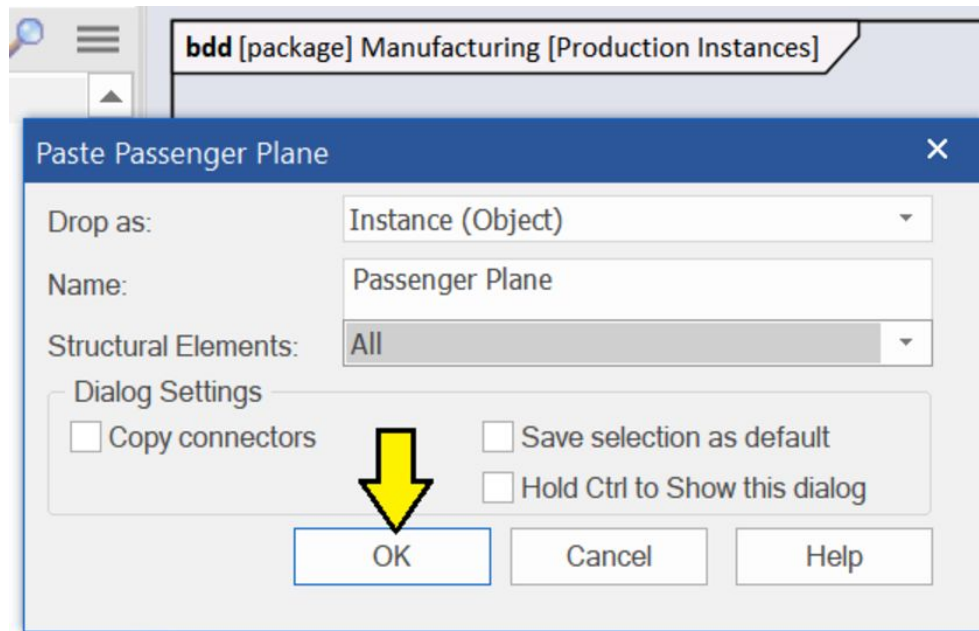 bdd [package] Manufacturing [Production Instances]
Paste Passenger Plane
Drop as: Instance (Object)
Name: Passenger Plane
Structural Elements: All
Dialog Settings
Copy connectors Save selection as default
Hold Ctrl to Show this dialog
OK Cancel Help